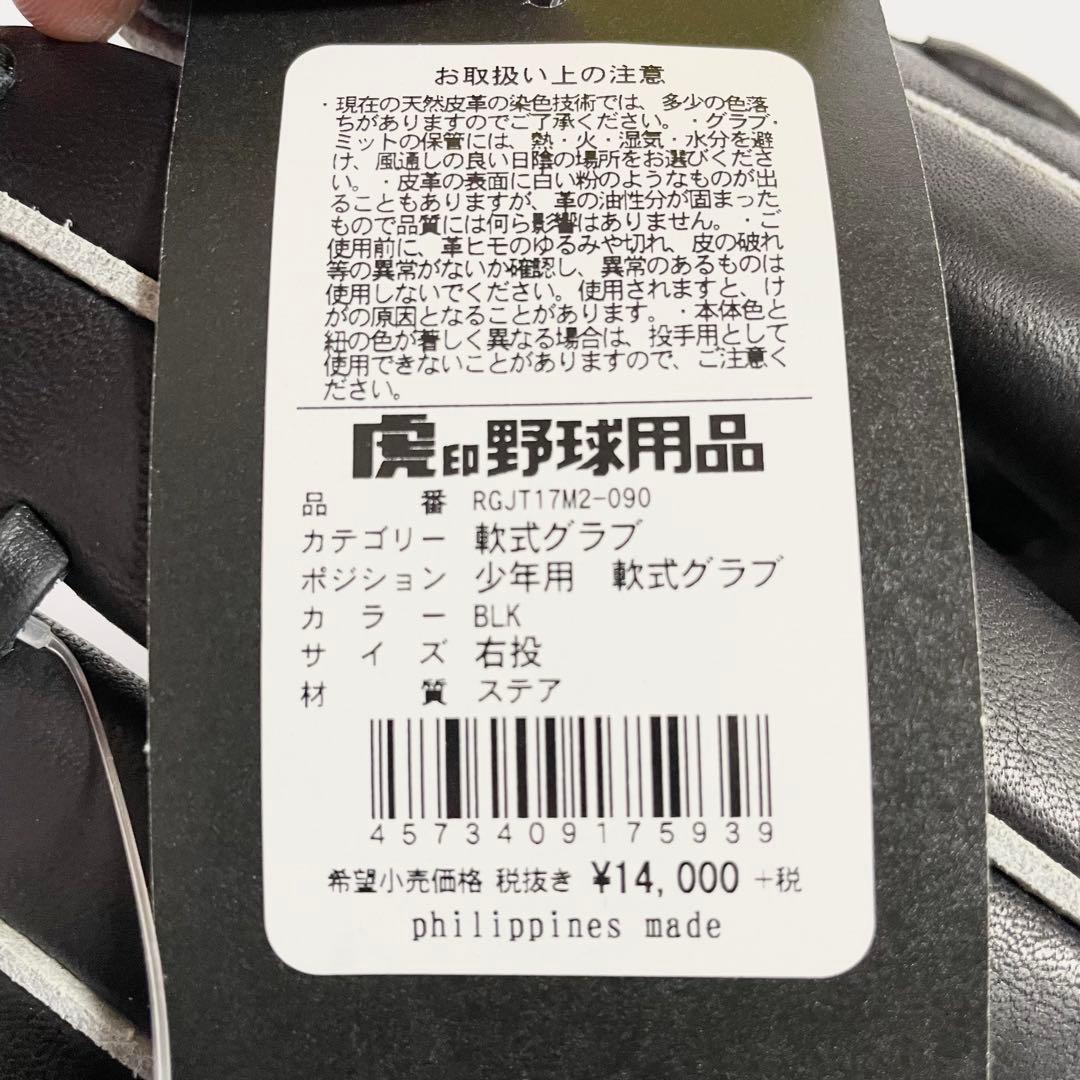 お取扱い上の注意
・現在の天然皮革の染色技術では、多少の色落
ちがありますのでご了承ください。・グラブ・
ミットの保管には、熱・火・湿気・水分を避
け、風通しの良い日陰の場所をお選びくださ
い。・皮革の表面に白い粉のようなものが出
ることもありますが、革の油性分が固まった
もので品質には何ら影響はありません。・ご
使用前に、革ヒモのゆるみや切れ、皮の破れ
等の異常がないか確認し、異常のあるものは
使用しないでください。使用されますと、け
がの原因となることがあります。・本体色と
紐の色が著しく異なる場合は、投手用として
使用できないことがありますので、ご注意く
ださい。
虎印野球用品
品番 RGJT17M2-090
カテゴリー 軟式グラブ
ポジション 少年用 軟式グラブ
カラー BLK
サイズ 右投
材質 ステア
4573409175939
希望小売価格 税抜き ¥14,000 +税
philippines made